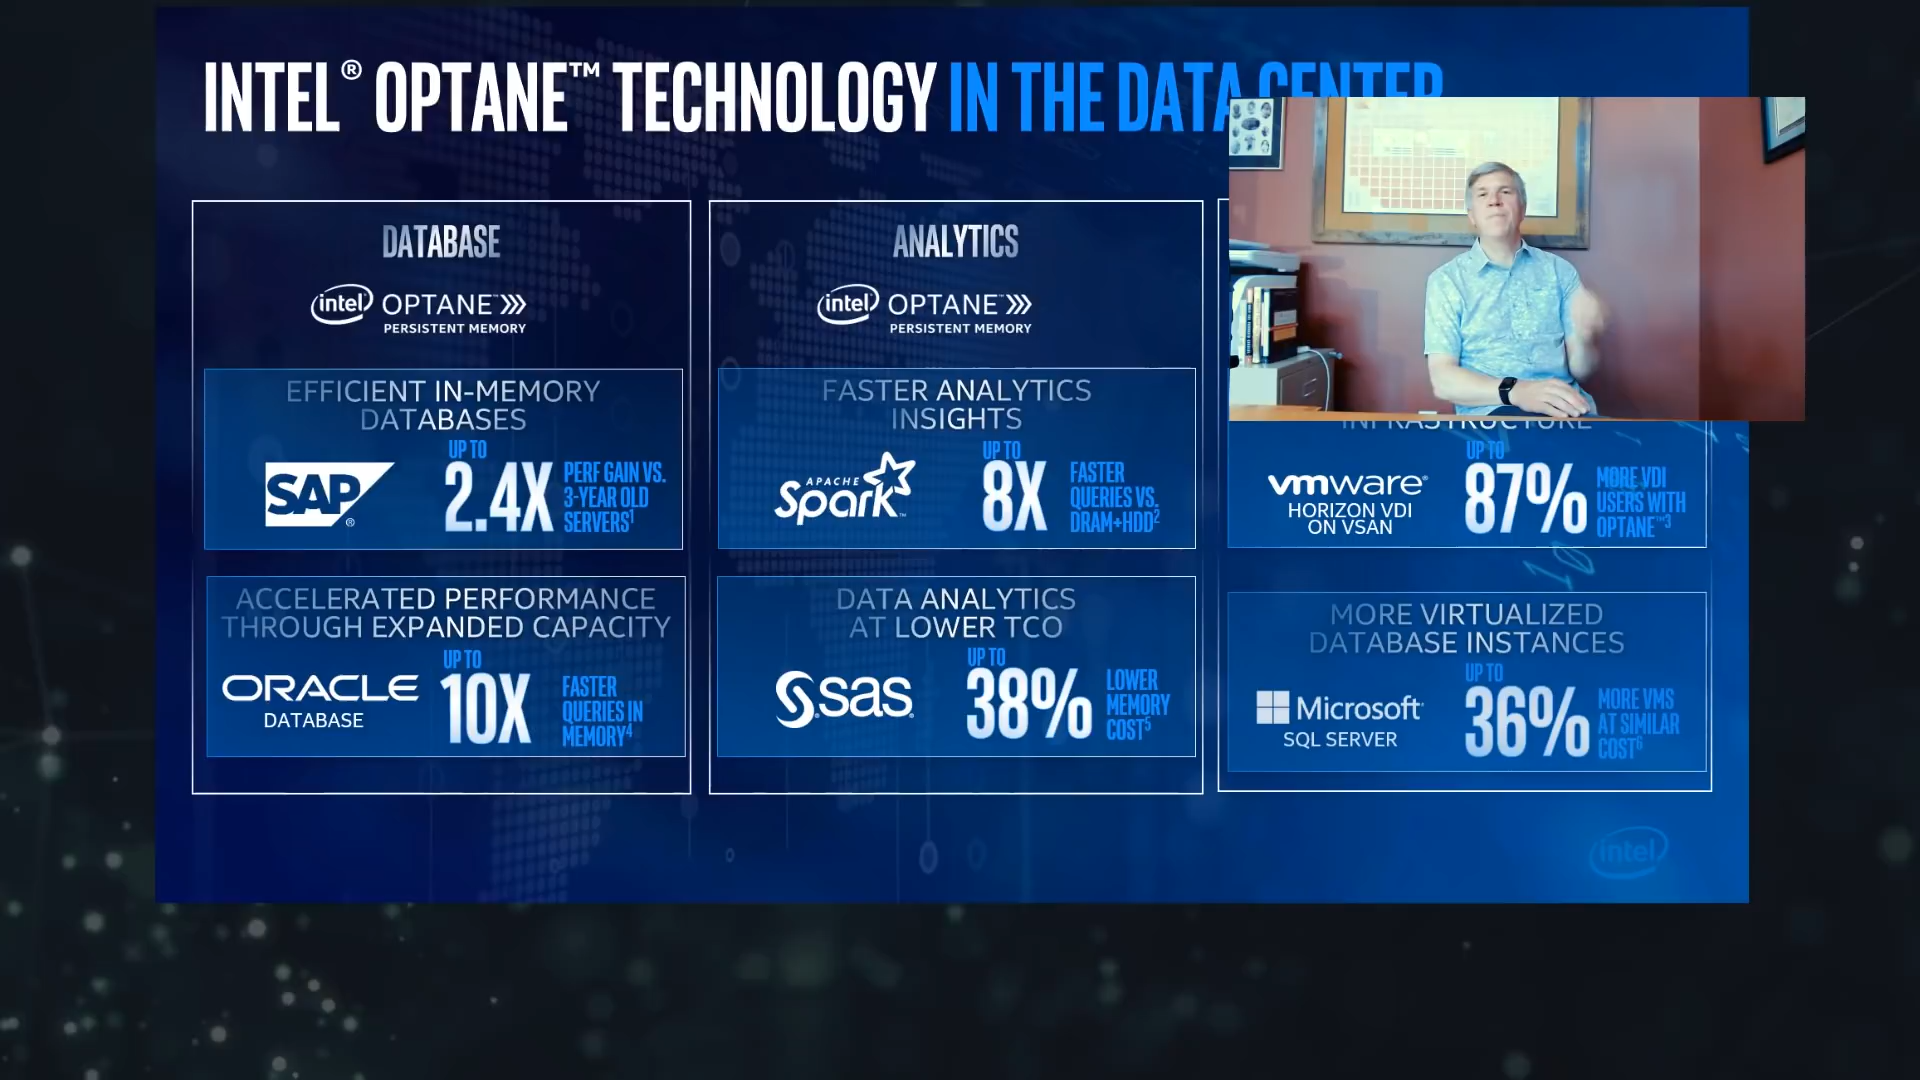 INTEL® OPTANE™ TECHNOLOGY IN THE DATA CENTER
DATABASE
intel OPTANE™
PERSISTENT MEMORY
EFFICIENT IN-MEMORY
DATABASES
SAP®
UP TO
2.4X
PERF GAIN VS.
3-YEAR OLD
SERVERS1
ACCELERATED PERFORMANCE
THROUGH EXPANDED CAPACITY
ORACLE
DATABASE
UP TO
10X
FASTER
QUERIES IN
MEMORY4
ANALYTICS
intel OPTANE™
PERSISTENT MEMORY
FASTER ANALYTICS
INSIGHTS
APACHE
Spark™
UP TO
8X
FASTER
QUERIES VS.
DRAM+HDD2
DATA ANALYTICS
AT LOWER TCO
sas
UP TO
38%
LOWER
MEMORY
COST5
INFRASTRUCTURE
vmware®
HORIZON VDI
ON VSAN
UP TO
87%
MORE VDI
USERS WITH
OPTANE™3
MORE VIRTUALIZED
DATABASE INSTANCES
Microsoft
SQL SERVER
UP TO
36%
MORE VMS
AT SIMILAR
COST6
intel